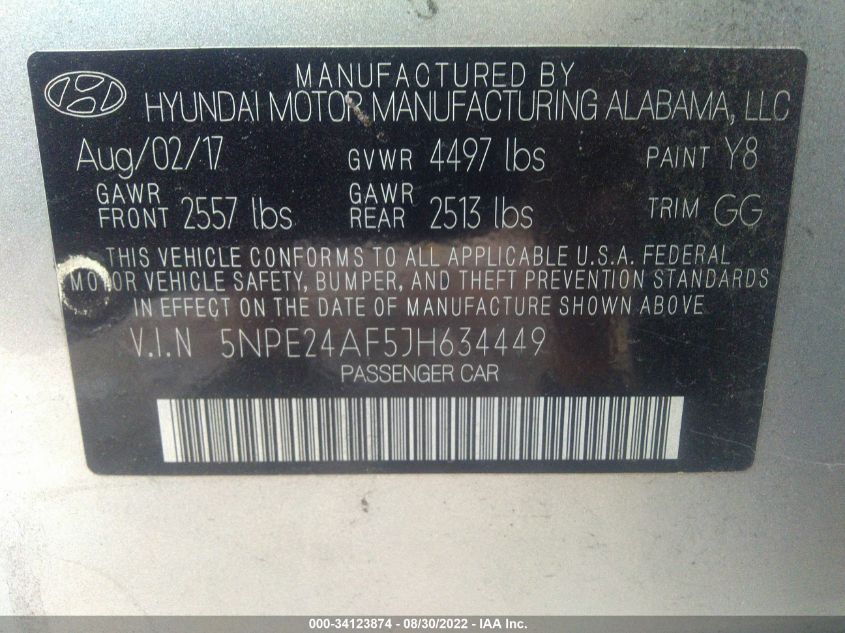 MANUFACTURED BY
HYUNDAI MOTOR MANUFACTURING ALABAMA, LLC
Aug/02/17 GVWR 4497 lbs PAINT Y8
GAWR FRONT 2557 lbs GAWR REAR 2513 lbs TRIM GG
THIS VEHICLE CONFORMS TO ALL APPLICABLE U.S.A. FEDERAL
MOTOR VEHICLE SAFETY, BUMPER, AND THEFT PREVENTION STANDARDS
IN EFFECT ON THE DATE OF MANUFACTURE SHOWN ABOVE.
V.I.N 5NPE24AF5JH634449
PASSENGER CAR
000-34123874 - 08/30/2022 - IAA Inc.